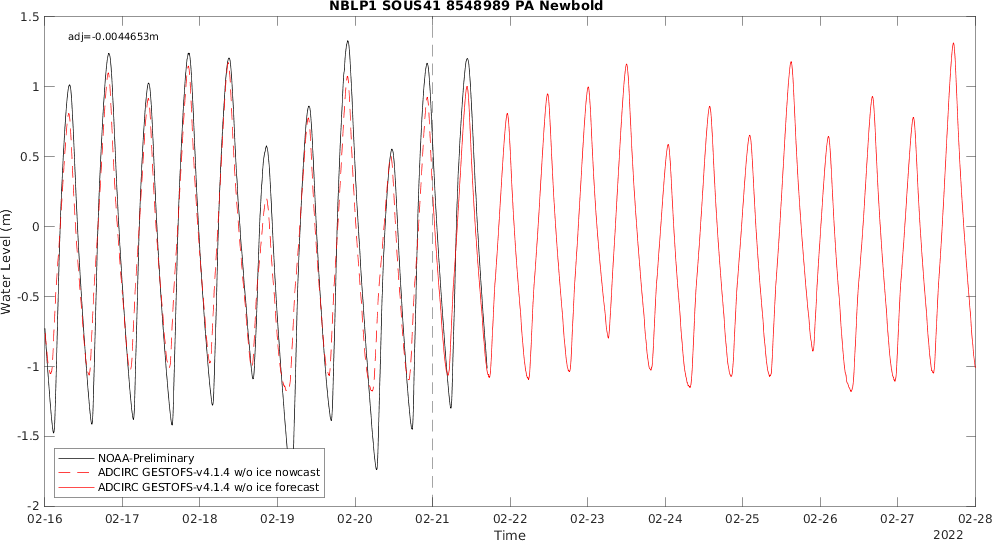 NBLP1 SOUS41 8548989 PA Newbold
adj=-0.0044653m
1.5
1
0.5
0
-0.5
-1
-1.5
-2
Water Level (m)
NOAA-Preliminary
ADCIRC GESTOFS-v4.1.4 w/o ice nowcast
ADCIRC GESTOFS-v4.1.4 w/o ice forecast
02-16 02-17 02-18 02-19 02-20 02-21 02-22 02-23 02-24 02-25 02-26 02-27 02-28
Time
2022